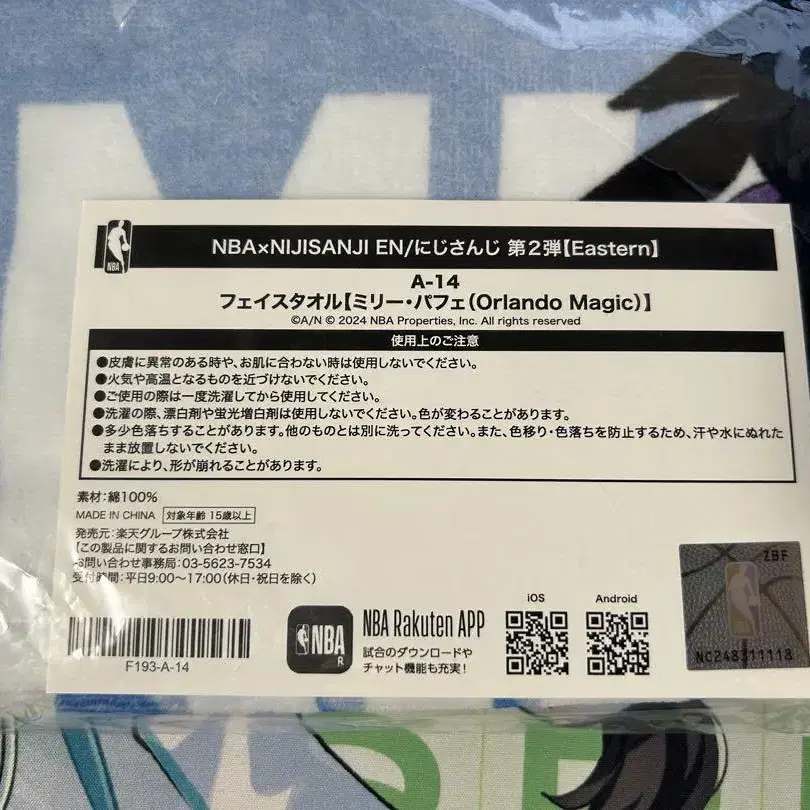 NBA
NBA×NIJISANJI EN/にじさんじ 第2弾【Eastern】
A-14
フェイスタオル【ミリー・パフェ(Orlando Magic)】
©A/N © 2024 NBA Properties, Inc. All rights reserved
使用上のご注意
●皮膚に異常のある時や、お肌に合わない時は使用しないでください。
●火気や高温となるものを近づけないでください。
●ご使用の際は一度洗濯してから使用してください。
●洗濯の際、漂白剤や蛍光増白剤は使用しないでください。色が変わることがあります。
●多少色落ちすることがあります。他のものとは別に洗ってください。また、色移り・色落ちを防止するため、汗や水にぬれた
まま放置しないでください。
●洗濯により、形が崩れることがあります。
素材:綿100%
MADE IN CHINA 対象年齢 15歳以上
発売元:楽天グループ株式会社
【この製品に関するお問い合わせ窓口】
お問い合わせ事務局:03-5623-7534
受付時間:平日9:00〜17:00(休日・祝日を除く)
F193-A-14
NBA R
NBA Rakuten APP
試合のダウンロードや
チャット機能も充実!
iOS
Android
ZBF
NC248311118